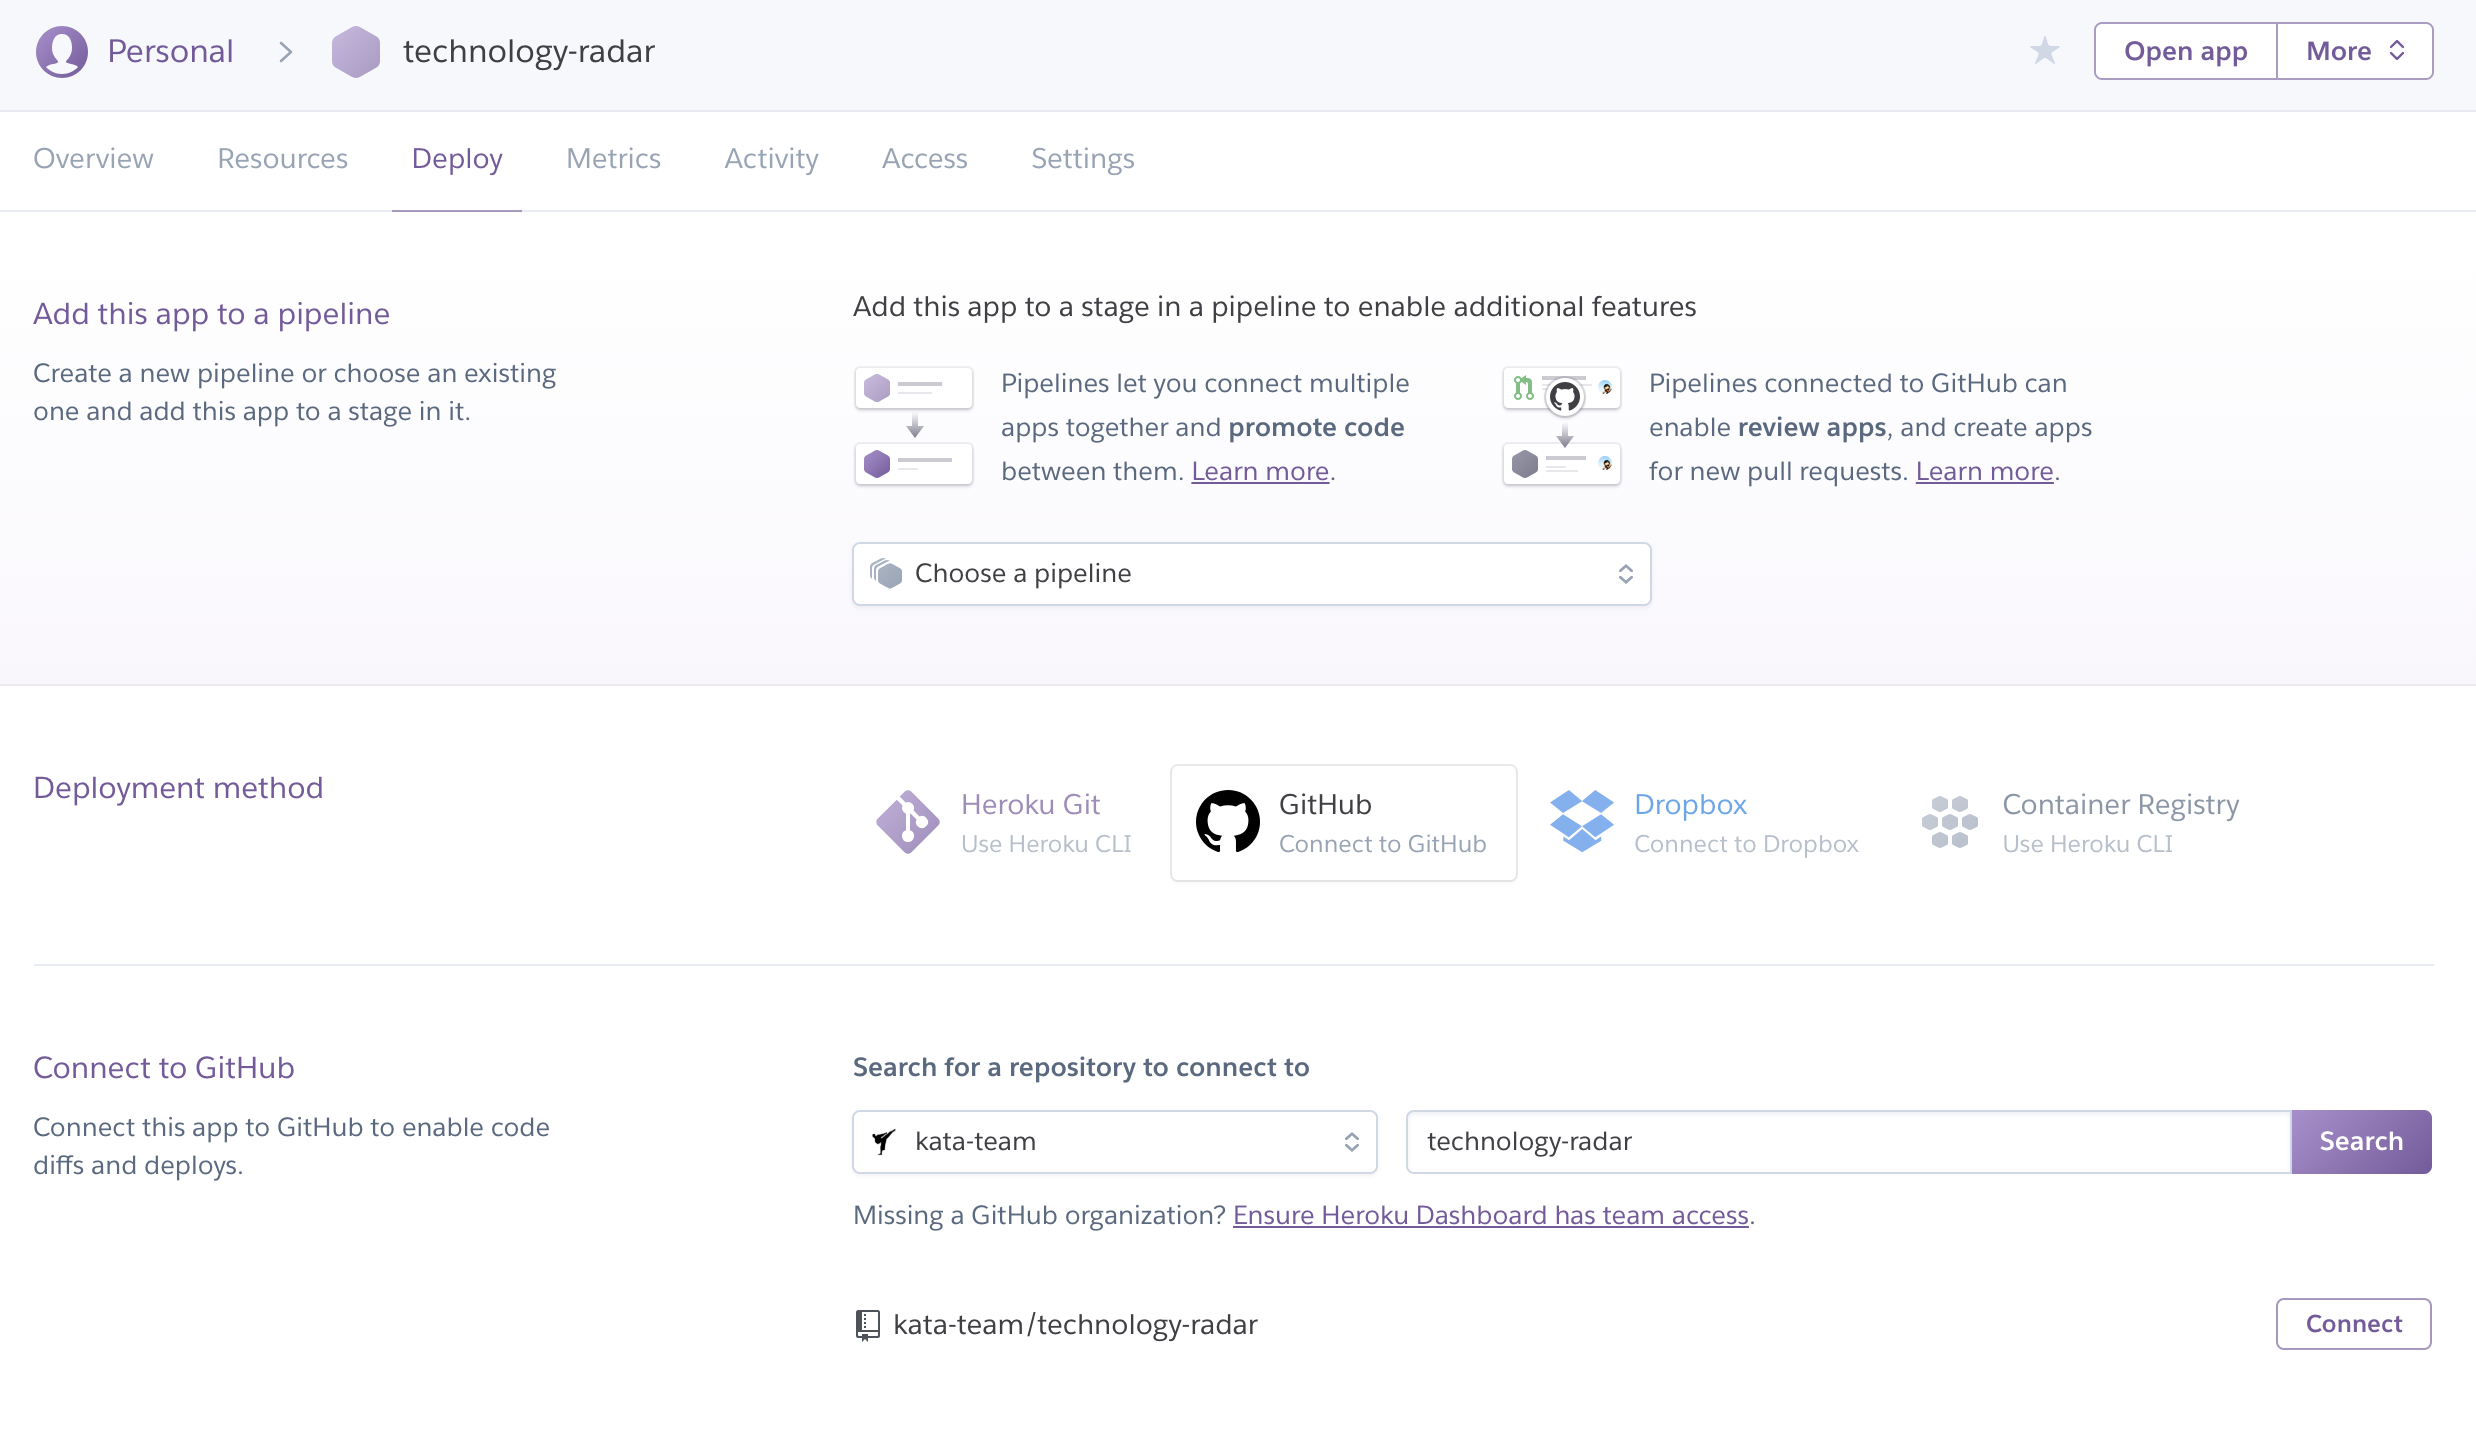 Personal
technology-radar
Open app
More
Overview
Resources
Deploy
Metrics
Activity
Access
Settings
Add this app to a pipeline
Create a new pipeline or choose an existing
one and add this app to a stage in it.
Add this app to a stage in a pipeline to enable additional features
Pipelines let you connect multiple
apps together and promote code
between them. Learn more.
Pipelines connected to GitHub can
enable review apps, and create apps
for new pull requests. Learn more.
Choose a pipeline
Deployment method
Heroku Git
Use Heroku CLI
GitHub
Connect to GitHub
Dropbox
Connect to Dropbox
Container Registry
Use Heroku CLI
Connect to GitHub
Connect this app to GitHub to enable code
diffs and deploys.
Search for a repository to connect to
kata-team
technology-radar
Search
Missing a GitHub organization? Ensure Heroku Dashboard has team access.
kata-team/technology-radar
Connect